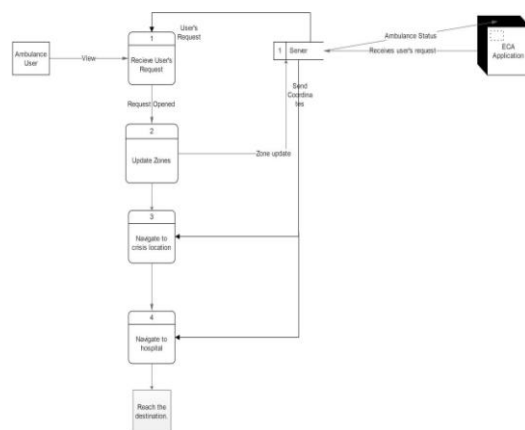 User's
Request
Ambulance
User
View
1
Recieve User's
Request
1
Server
Ambulance Status
Receives user's request
ECA
Application
Send
Coordina
tes
Request Opened
2
Update Zones
Zone update
3
Navigate to
crisis location
4
Navigate to
hospital
Reach the
destination.